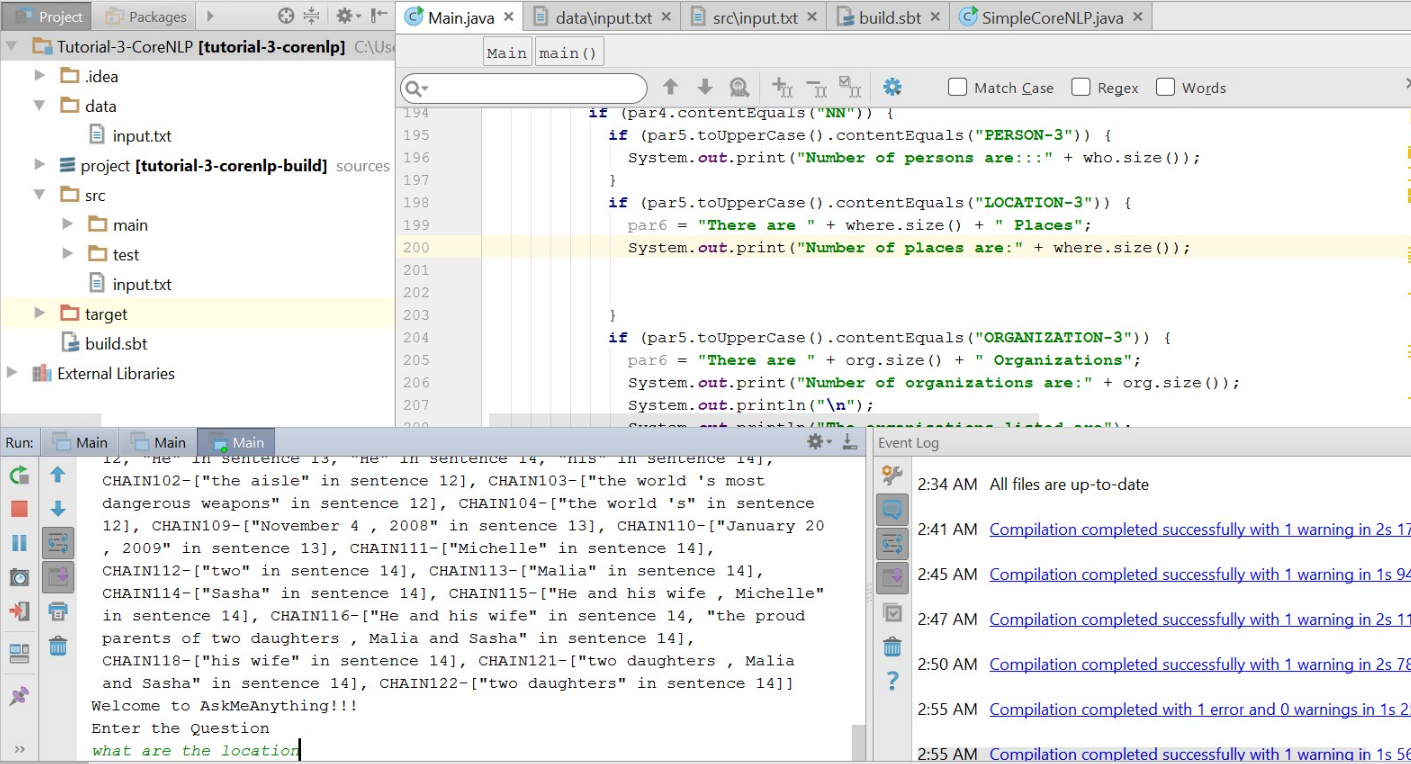 Project
Packages
Main.java
data\input.txt
src\input.txt
build.sbt
SimpleCoreNLP.java
Tutorial-3-CoreNLP [tutorial-3-corenlp] C:\Use
.idea
data
input.txt
project [tutorial-3-corenlp-build] sources
src
main
test
input.txt
target
build.sbt
External Libraries
Main main()
Match Case Regex Words
194 if (par4.contentEquals("NN")) {
195 if (par5.toUpperCase().contentEquals("PERSON-3")) {
196 System.out.print("Number of persons are:::" + who.size());
197 }
198 if (par5.toUpperCase().contentEquals("LOCATION-3")) {
199 par6 = "There are " + where.size() + " Places";
200 System.out.print("Number of places are:" + where.size());
201
202
203 }
204 if (par5.toUpperCase().contentEquals("ORGANIZATION-3")) {
205 par6 = "There are " + org.size() + " Organizations";
206 System.out.print("Number of organizations are:" + org.size());
207 System.out.println("\n");
208 System.out.println("The organizations listed are");
Run: Main Main Main
12, "He" in sentence 13, "He" in sentence 14, "his" in sentence 14],
CHAIN102-["the aisle" in sentence 12], CHAIN103-["the world 's most
dangerous weapons" in sentence 12], CHAIN104-["the world 's" in sentence
12], CHAIN109-["November 4 , 2008" in sentence 13], CHAIN110-["January 20
, 2009" in sentence 13], CHAIN111-["Michelle" in sentence 14],
CHAIN112-["two" in sentence 14], CHAIN113-["Malia" in sentence 14],
CHAIN114-["Sasha" in sentence 14], CHAIN115-["He and his wife , Michelle"
in sentence 14], CHAIN116-["He and his wife" in sentence 14, "the proud
parents of two daughters , Malia and Sasha" in sentence 14],
CHAIN118-["his wife" in sentence 14], CHAIN121-["two daughters , Malia
and Sasha" in sentence 14], CHAIN122-["two daughters" in sentence 14]]
Welcome to AskMeAnything!!!
Enter the Question
what are the location
Event Log
2:34 AM All files are up-to-date
2:41 AM Compilation completed successfully with 1 warning in 2s 17
2:45 AM Compilation completed successfully with 1 warning in 1s 94
2:47 AM Compilation completed successfully with 1 warning in 2s 11
2:50 AM Compilation completed successfully with 1 warning in 2s 78
2:55 AM Compilation completed with 1 error and 0 warnings in 1s 2
2:55 AM Compilation completed successfully with 1 warning in 1s 56